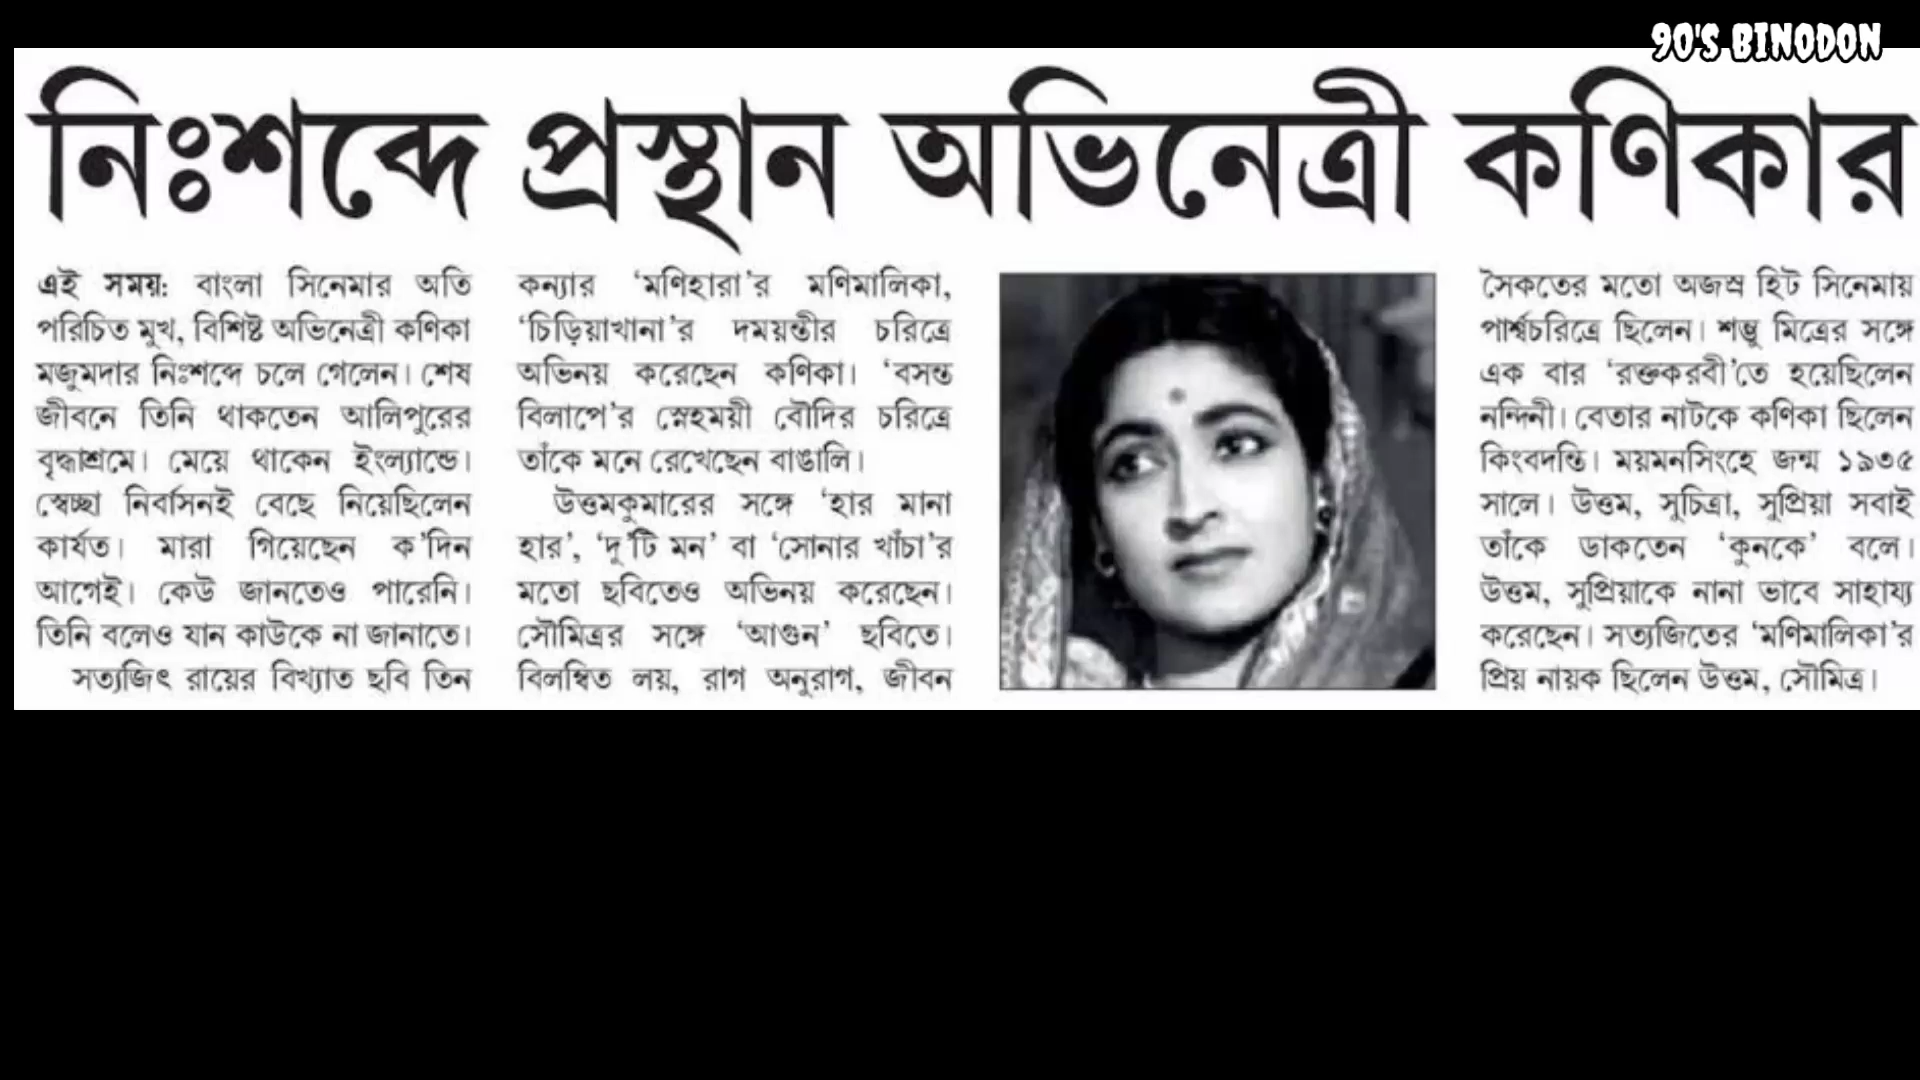 90'S BINODON
নিঃশব্দে প্রস্থান অভিনেত্রী কণিকার
এই সময়: বাংলা সিনেমার অতি
পরিচিত মুখ, বিশিষ্ট অভিনেত্রী কণিকা
মজুমদার নিঃশব্দে চলে গেলেন। শেষ
জীবনে তিনি থাকতেন আলিপুরের
বৃদ্ধাশ্রমে। মেয়ে থাকেন ইংল্যান্ডে।
স্বেচ্ছা নির্বাসনই বেছে নিয়েছিলেন
কার্যত। মারা গিয়েছেন ক'দিন
আগেই। কেউ জানতেও পারেনি।
তিনি বলেও যান কাউকে না জানাতে।
সত্যজিৎ রায়ের বিখ্যাত ছবি তিন
কন্যার ‘মণিহারা’র মণিমালিকা,
‘চিড়িয়াখানা’র দময়ন্তীর চরিত্রে
অভিনয় করেছেন কণিকা। ‘বসন্ত
বিলাপে’র স্নেহময়ী বৌদির চরিত্রে
তাঁকে মনে রেখেছেন বাঙালি।
উত্তমকুমারের সঙ্গে ‘হার মানা
হার’, ‘দু’টি মন’ বা ‘সোনার খাঁচা’র
মতো ছবিতেও অভিনয় করেছেন।
সৌমিত্রর সঙ্গে ‘আগুন’ ছবিতে।
বিলম্বিত লয়, রাগ অনুরাগ, জীবন
সৈকতের মতো অজস্র হিট সিনেমায়
পার্শ্বচরিত্রে ছিলেন। শম্ভু মিত্রের সঙ্গে
এক বার ‘রক্তকরবী’তে হয়েছিলেন
নন্দিনী। বেতার নাটকে কণিকা ছিলেন
কিংবদন্তি। ময়মনসিংহে জন্ম ১৯৩৫
সালে। উত্তম, সুচিত্রা, সুপ্রিয়া সবাই
তাঁকে ডাকতেন ‘কুনকে’ বলে।
উত্তম, সুপ্রিয়াকে নানা ভাবে সাহায্য
করেছেন। সত্যজিতের ‘মণিমালিকা’র
প্রিয় নায়ক ছিলেন উত্তম, সৌমিত্র।